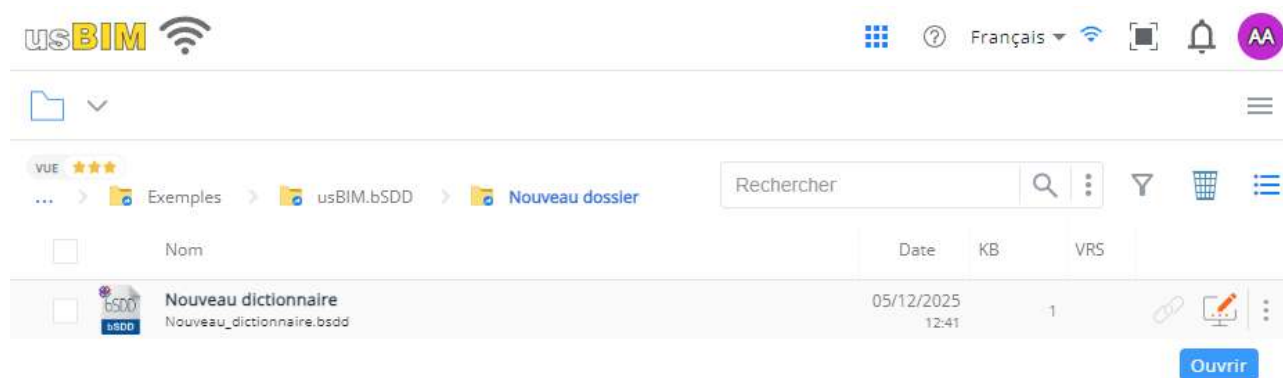 usBIM
Français
AA
VUE
... > Exemples > usBIM.bSDD > Nouveau dossier
Rechercher
Nom Date KB VRS
bSDD
bSDD
Nouveau dictionnaire
Nouveau_dictionnaire.bsdd
05/12/2025
12:41
1
Ouvrir